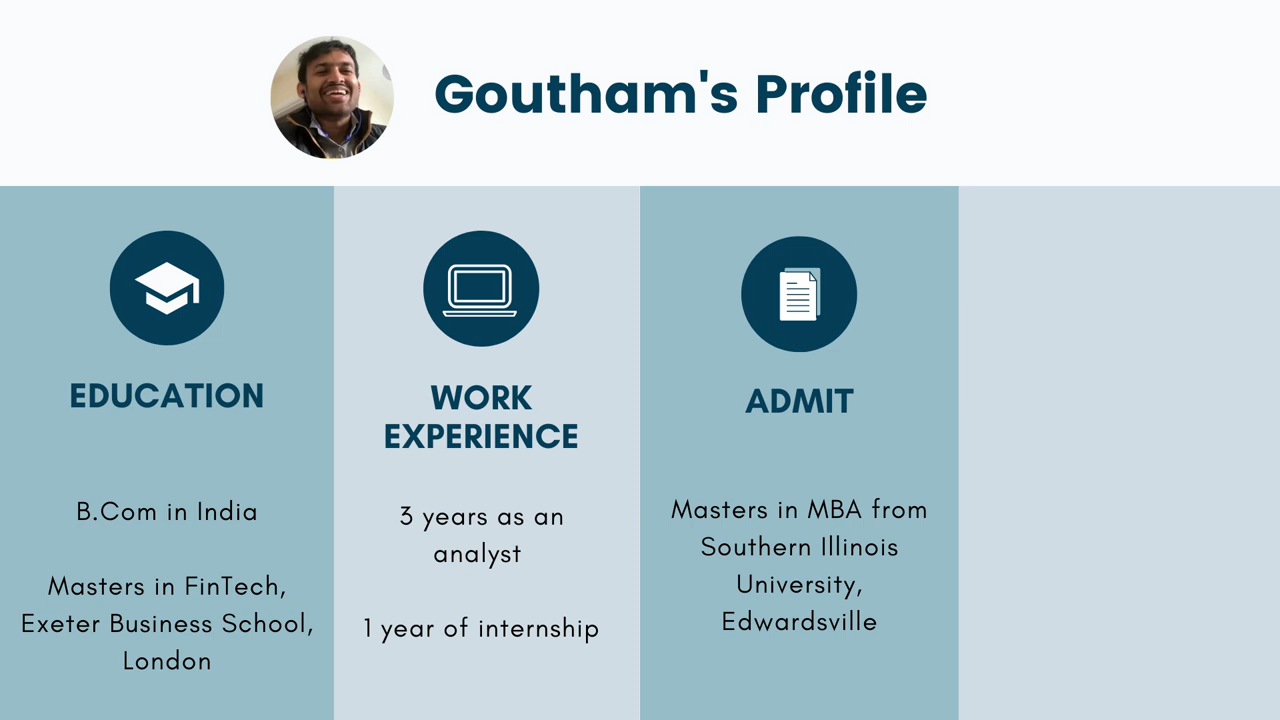 Goutham's Profile
EDUCATION
B.Com in India
Masters in FinTech,
Exeter Business School,
London
WORK
EXPERIENCE
3 years as an
analyst
1 year of internship
ADMIT
Masters in MBA from
Southern Illinois
University,
Edwardsville